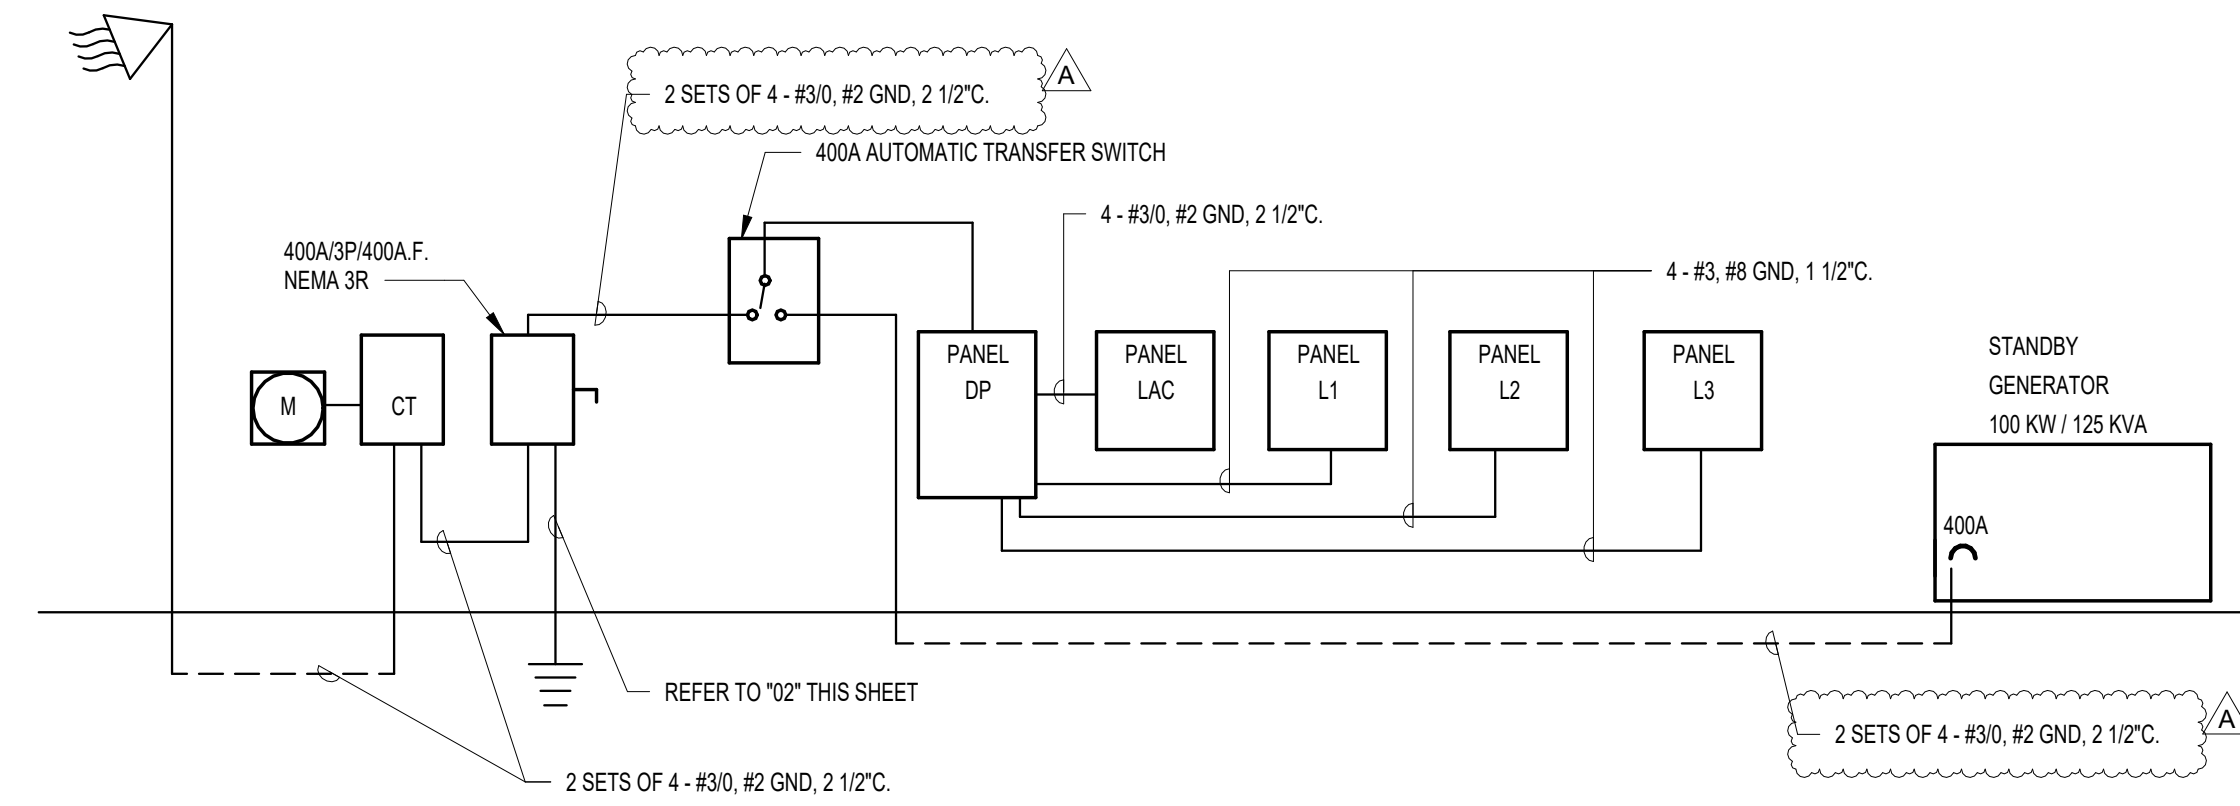 2 SETS OF 4 - #3/0, #2 GND, 2 1/2"C.
A
400A AUTOMATIC TRANSFER SWITCH
4 - #3/0, #2 GND, 2 1/2"C.
400A/3P/400A.F.
NEMA 3R
4 - #3, #8 GND, 1 1/2"C.
M
CT
PANEL
DP
PANEL
LAC
PANEL
L1
PANEL
L2
PANEL
L3
STANDBY
GENERATOR
100 KW / 125 KVA
400A
REFER TO "02" THIS SHEET
2 SETS OF 4 - #3/0, #2 GND, 2 1/2"C.
A
2 SETS OF 4 - #3/0, #2 GND, 2 1/2"C.